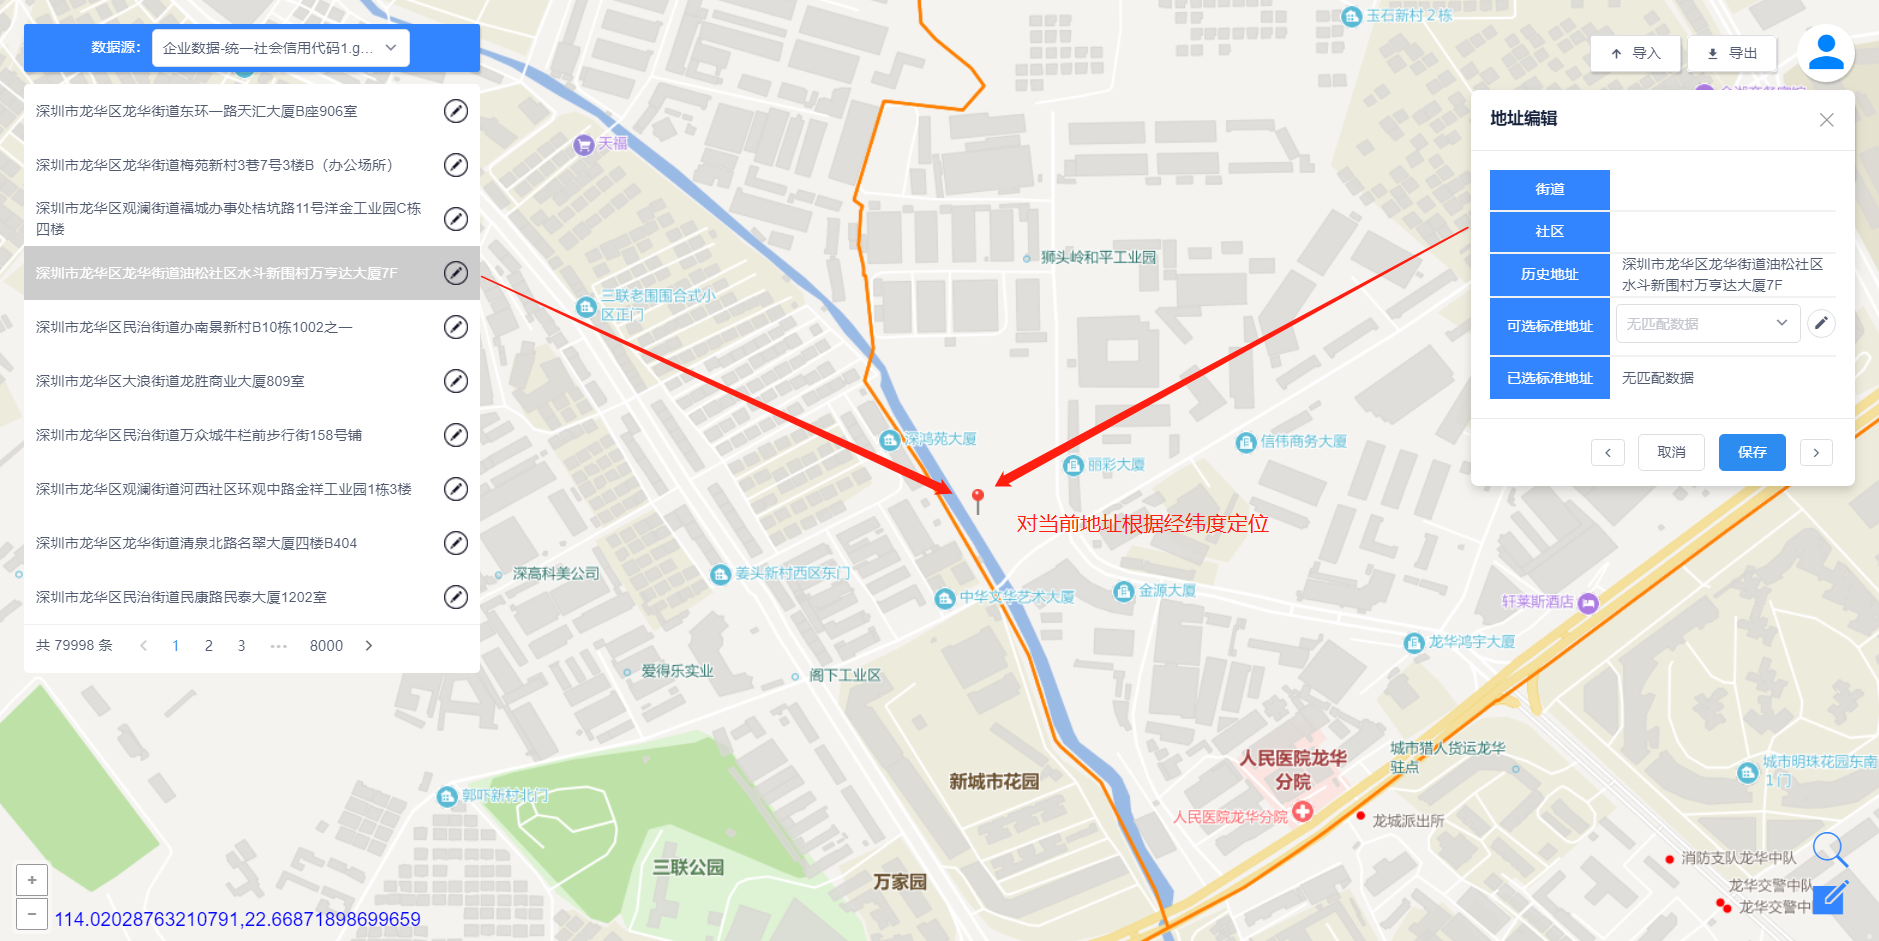 数据源:
企业数据-统一社会信用代码1.g...
深圳市龙华区龙华街道东环一路天汇大厦B座906室
深圳市龙华区龙华街道梅苑新村3巷7号3楼B（办公场所）
深圳市龙华区观澜街道福城办事处桔坑路11号洋金工业园C栋
四楼
深圳市龙华区龙华街道油松社区水斗新围村万亨达大厦7F
深圳市龙华区民治街道办南景新村B10栋1002之一
深圳市龙华区大浪街道龙胜商业大厦809室
深圳市龙华区民治街道万众城牛栏前步行街158号铺
深圳市龙华区观澜街道河西社区环观中路金祥工业园1栋3楼
深圳市龙华区龙华街道清泉北路名翠大厦四楼B404
深圳市龙华区民治街道民康路民泰大厦1202室
共 79998 条
1
2
3
•••
8000
导入
导出
地址编辑
街道
社区
历史地址
深圳市龙华区龙华街道油松社区
水斗新围村万亨达大厦7F
可选标准地址
无匹配数据
已选标准地址
无匹配数据
取消
保存
玉石新村2栋
天福
狮头岭和平工业园
三联老围围合式小
区正门
深鸿苑大厦
丽彩大厦
信伟商务大厦
对当前地址根据经纬度定位
深高科美公司
姜头新村西区东门
中华文华艺术大厦
金源大厦
轩莱斯酒店
龙华鸿宇大厦
爱得乐实业
阁下工业区
新城市花园
人民医院龙华
分院
人民医院龙华分院
城市猎人货运龙华
驻点
城市明珠花园东南
1门
龙城派出所
郭吓新村北门
三联公园
万家园
消防支队龙华中队
龙华交警中队
龙华交警中
+
−
114.02028763210791,22.66871898699659